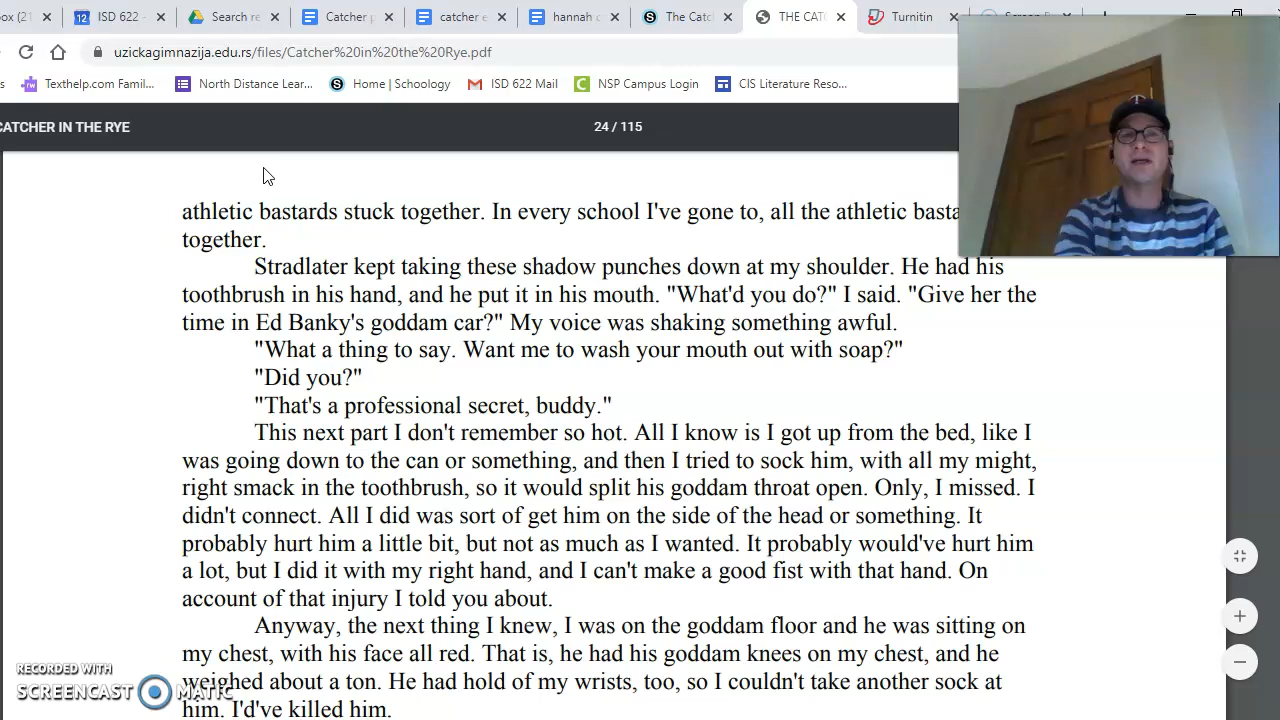 ox (21
ISD 622 -
Search re
Catcher p
catcher e
hannah c
The Catc
THE CATC
Turnitin
uzickagimnazija.edu.rs/files/Catcher%20in%20the%20Rye.pdf
s
Texthelp.com Famil...
North Distance Lear...
Home | Schoology
ISD 622 Mail
NSP Campus Login
CIS Literature Reso...
CATCHER IN THE RYE
24 / 115
athletic bastards stuck together. In every school I've gone to, all the athletic basta
together.
Stradlater kept taking these shadow punches down at my shoulder. He had his
toothbrush in his hand, and he put it in his mouth. "What'd you do?" I said. "Give her the
time in Ed Banky's goddam car?" My voice was shaking something awful.
"What a thing to say. Want me to wash your mouth out with soap?"
"Did you?"
"That's a professional secret, buddy."
This next part I don't remember so hot. All I know is I got up from the bed, like I
was going down to the can or something, and then I tried to sock him, with all my might,
right smack in the toothbrush, so it would split his goddam throat open. Only, I missed. I
didn't connect. All I did was sort of get him on the side of the head or something. It
probably hurt him a little bit, but not as much as I wanted. It probably would've hurt him
a lot, but I did it with my right hand, and I can't make a good fist with that hand. On
account of that injury I told you about.
Anyway, the next thing I knew, I was on the goddam floor and he was sitting on
my chest, with his face all red. That is, he had his goddam knees on my chest, and he
weighed about a ton. He had hold of my wrists, too, so I couldn't take another sock at
him. I'd've killed him.
RECORDED WITH
SCREENCAST MATIC